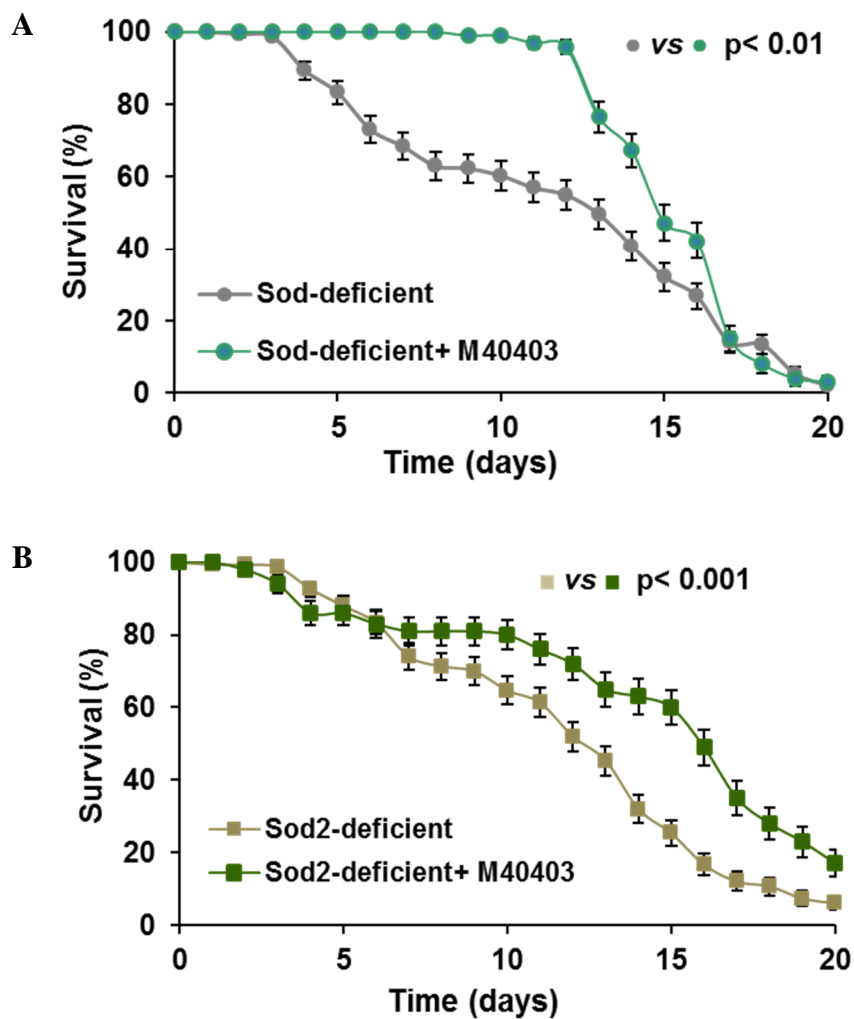 A
100
80
60
40
20
0
Survival (%)
vs p< 0.01
Sod-deficient
Sod-deficient+ M40403
0 5 10 15 20
Time (days)
B
100
80
60
40
20
0
Survival (%)
vs p< 0.001
Sod2-deficient
Sod2-deficient+ M40403
0 5 10 15 20
Time (days)